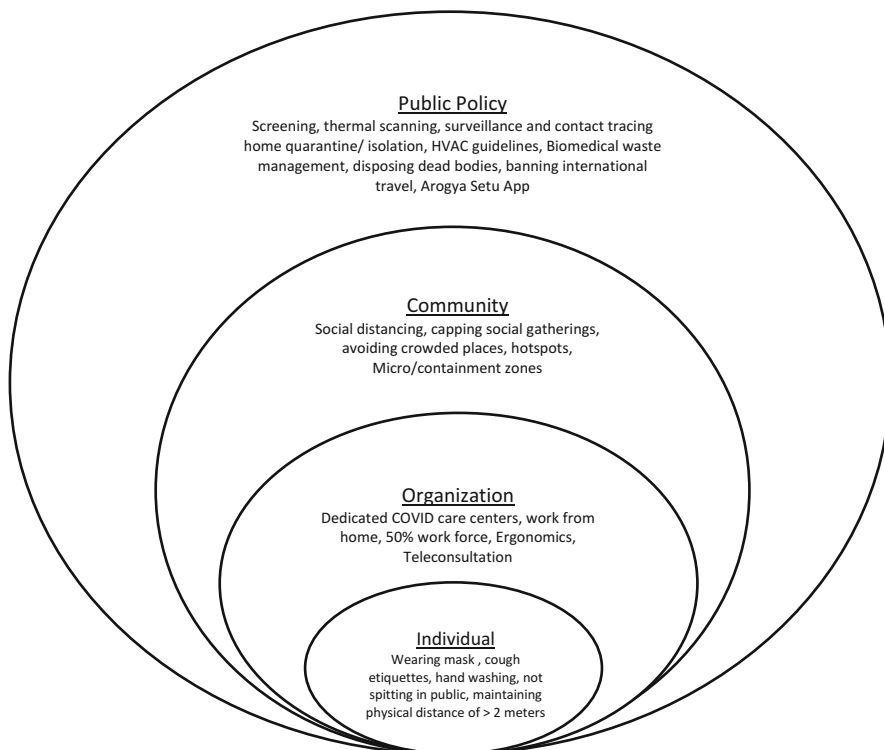 Public Policy
Screening, thermal scanning, surveillance and contact tracing
home quarantine/ isolation, HVAC guidelines, Biomedical waste
management, disposing dead bodies, banning international
travel, Arogya Setu App
Community
Social distancing, capping social gatherings,
avoiding crowded places, hotspots,
Micro/containment zones
Organization
Dedicated COVID care centers, work from
home, 50% work force, Ergonomics,
Teleconsultation
Individual
Wearing mask , cough
etiquettes, hand washing, not
spitting in public, maintaining
physical distance of > 2 meters